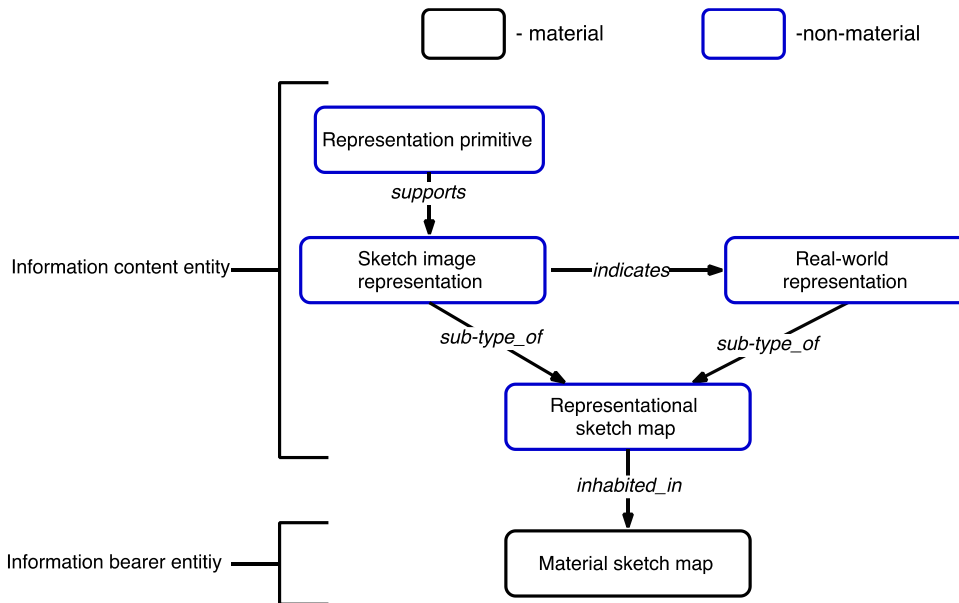 - material
-non-material
Representation primitive
supports
Information content entity
Sketch image
representation
indicates
Real-world
representation
sub-type_of
sub-type_of
Representational
sketch map
inhabited_in
Information bearer entitiy
Material sketch map